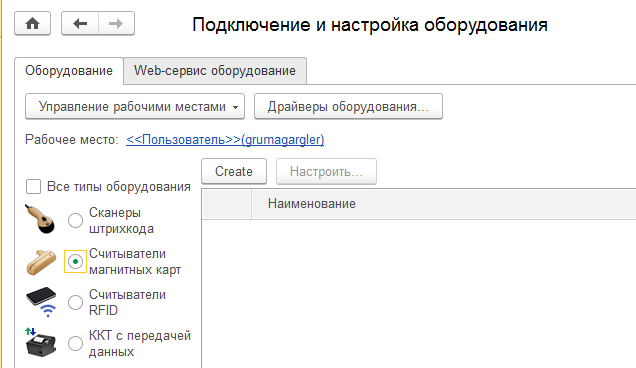 Подключение и настройка оборудования
Оборудование
Web-сервис оборудование
Управление рабочими местами
Драйверы оборудования...
Рабочее место: <<Пользователь>>(grumagargler)
Create
Настроить...
Все типы оборудования
Наименование
Сканеры
штрихкода
Считыватели
магнитных карт
Считыватели
RFID
ККТ с передачей
данных